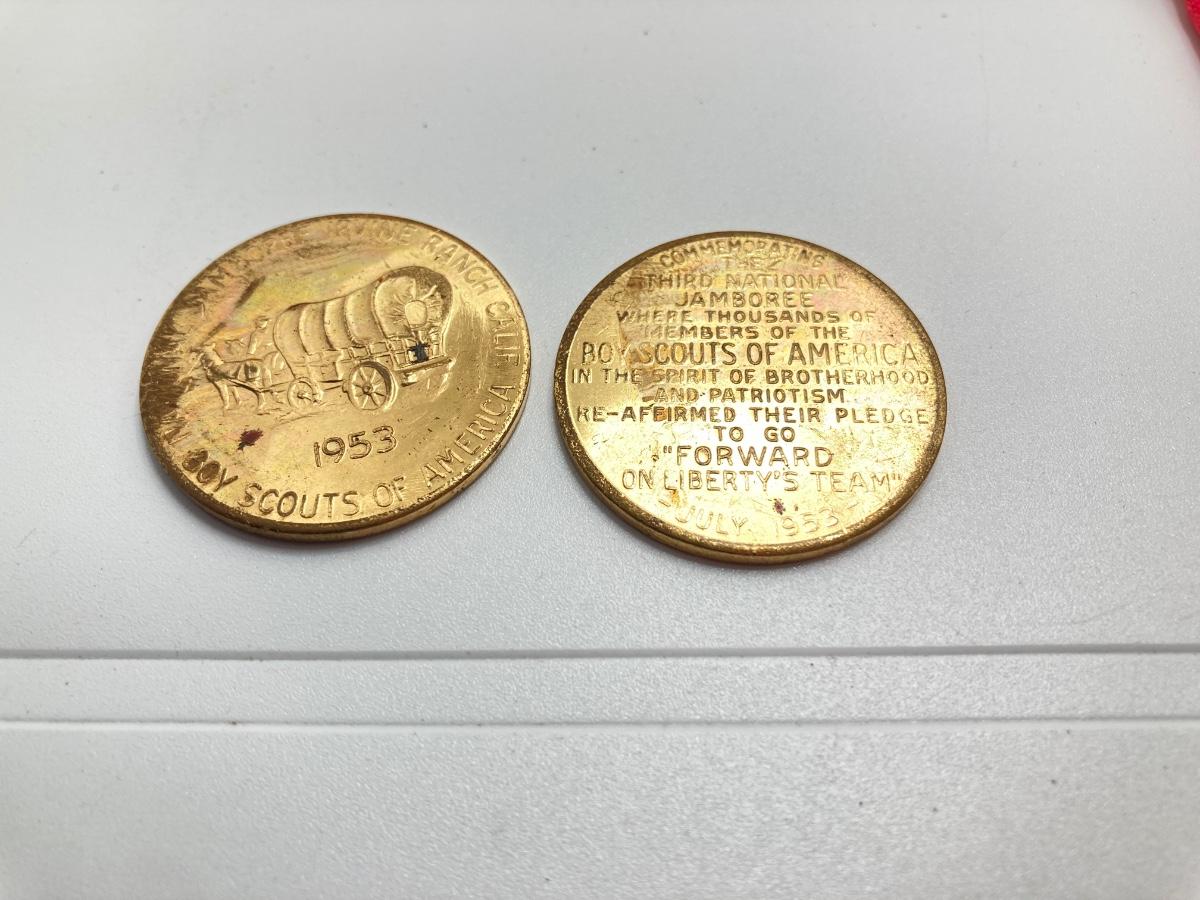 JAMBOREE IRVINE RANCH CALIF
1953
BOY SCOUTS OF AMERICA
COMMEMORATING
THE
THIRD NATIONAL
JAMBOREE
WHERE THOUSANDS OF
MEMBERS OF THE
BOY SCOUTS OF AMERICA
IN THE SPIRIT OF BROTHERHOOD
AND PATRIOTISM
RE-AFFIRMED THEIR PLEDGE
TO GO
"FORWARD
ON LIBERTY'S TEAM"
JULY 1953